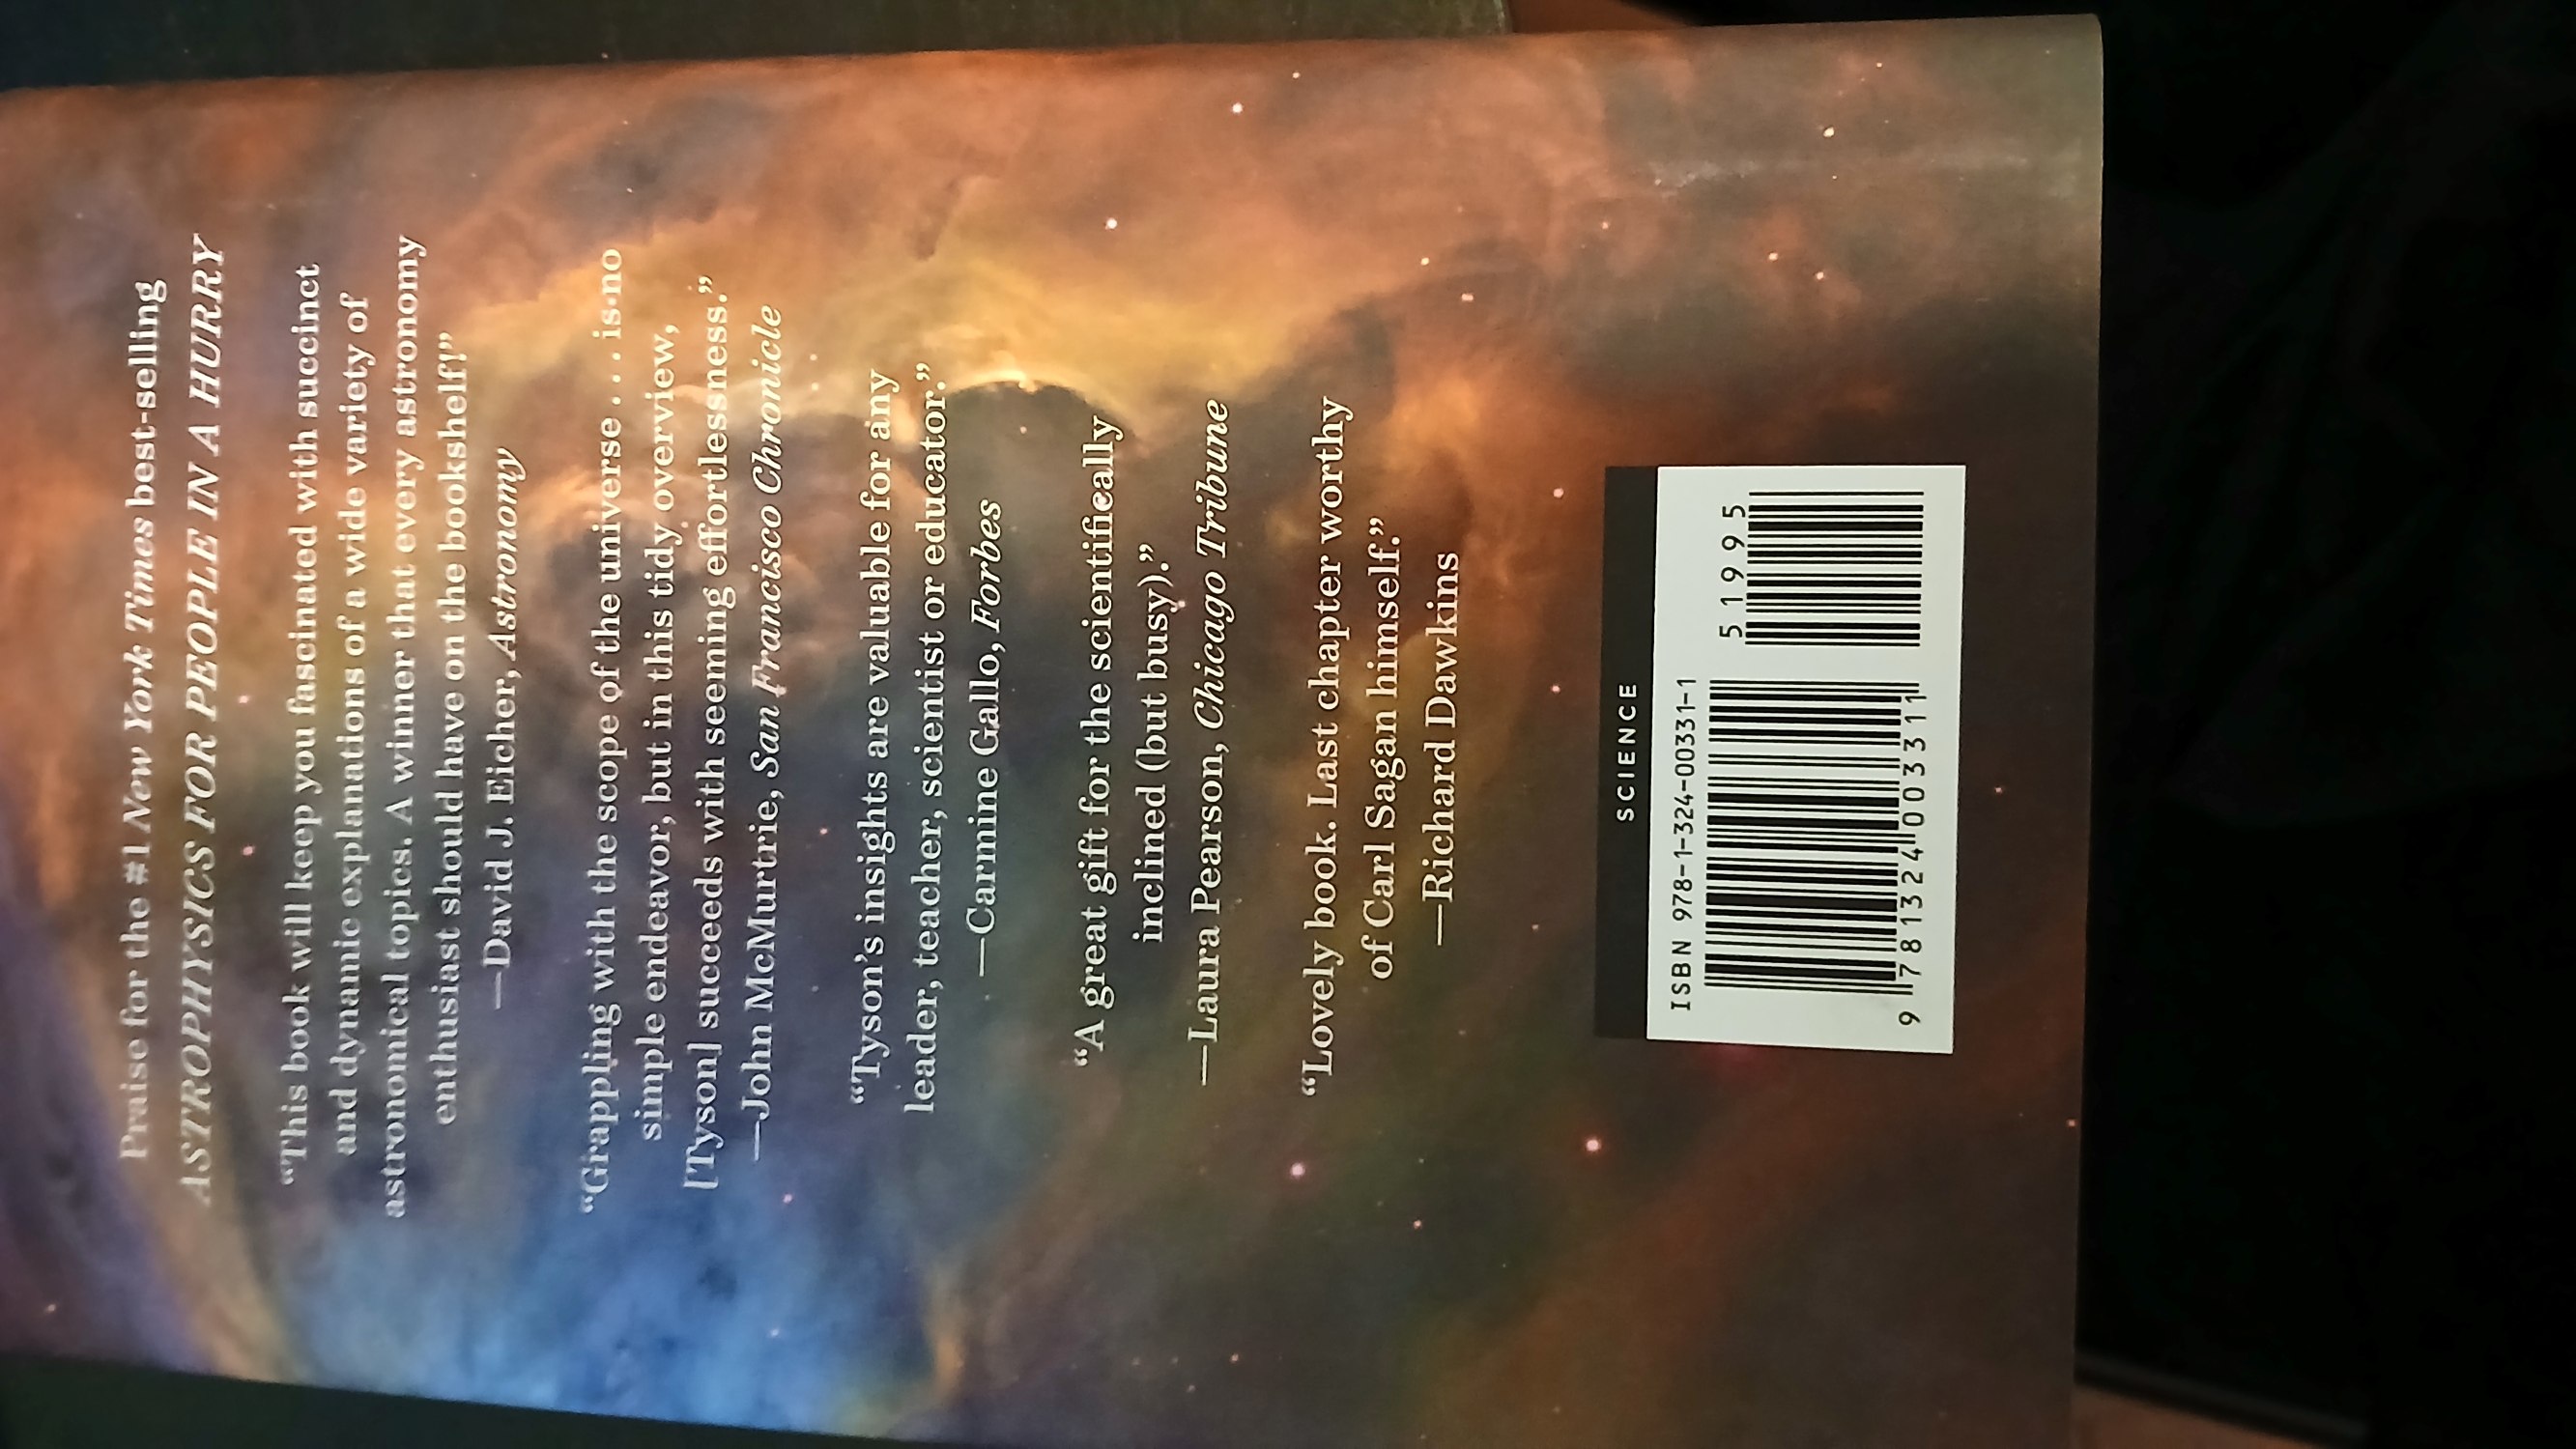 Praise for the #1 New York Times best-selling
ASTROPHYSICS FOR PEOPLE IN A HURRY
“This book will keep you fascinated with succinct
and dynamic explanations of a wide variety of
astronomical topics. A winner that every astronomy
enthusiast should have on the bookshelf!”
—David J. Eicher, Astronomy
“Grappling with the scope of the universe . . . is no
simple endeavor, but in this tidy overview,
[Tyson] succeeds with seeming effortlessness.”
—John McMurtrie, San Francisco Chronicle
“Tyson’s insights are valuable for any
leader, teacher, scientist or educator.”
—Carmine Gallo, Forbes
“A great gift for the scientifically
inclined (but busy).”
—Laura Pearson, Chicago Tribune
“Lovely book. Last chapter worthy
of Carl Sagan himself.”
—Richard Dawkins
SCIENCE
ISBN 978-1-324-00331-1
5 1 9 9 5
9 781324 003311